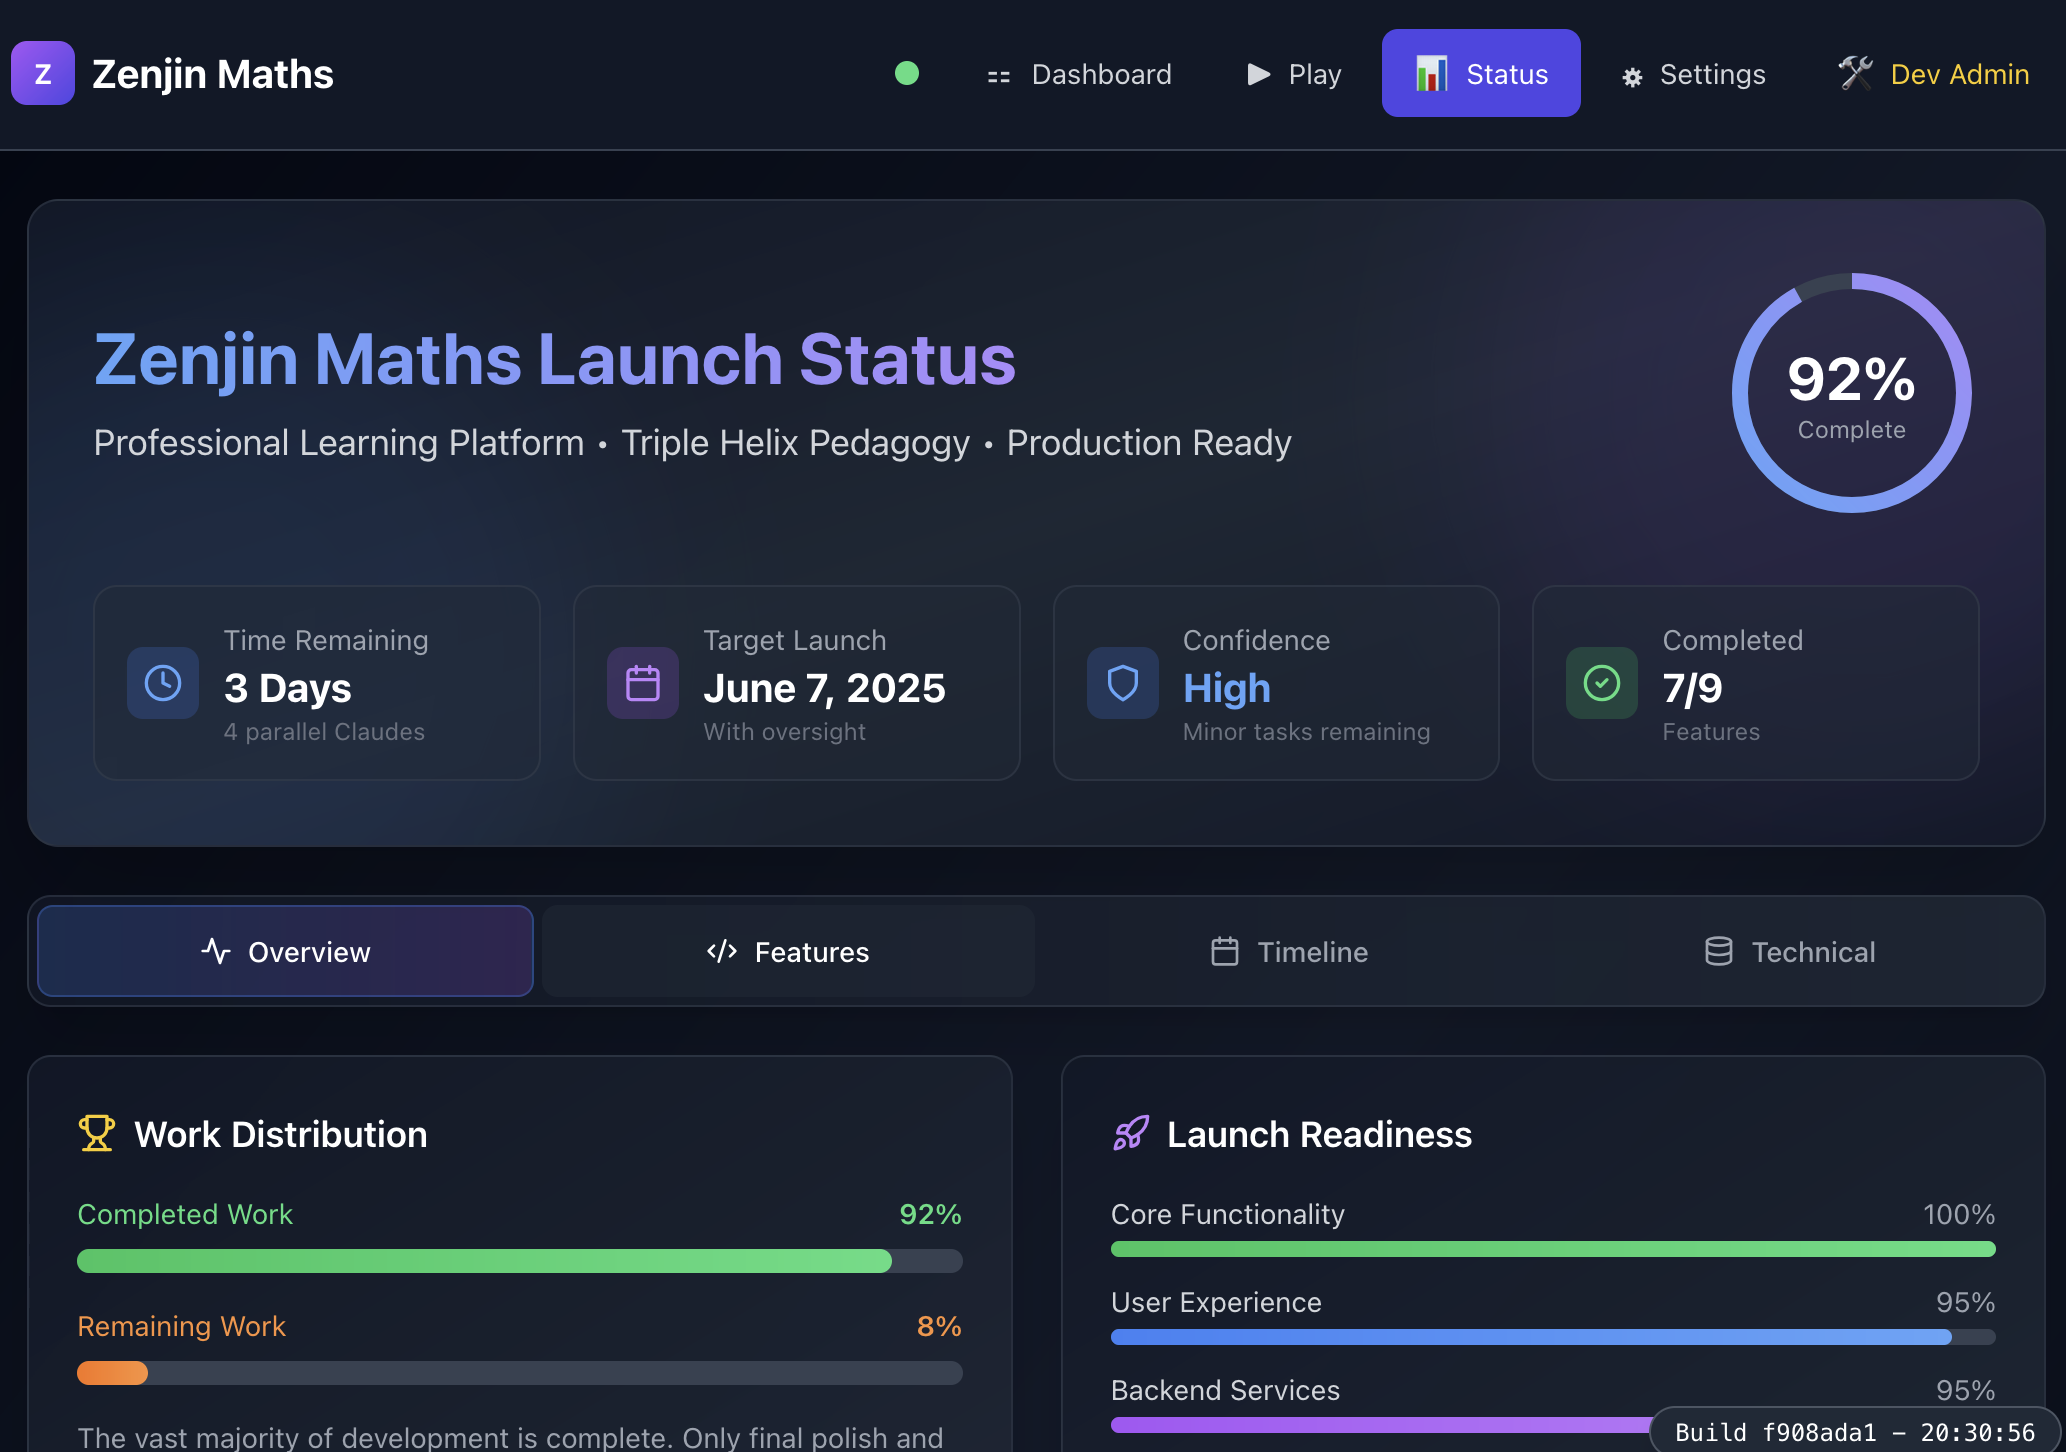 Z Zenjin Maths Dashboard Play Status Settings Dev Admin
Zenjin Maths Launch Status
Professional Learning Platform • Triple Helix Pedagogy • Production Ready
92%
Complete
Time Remaining
3 Days
4 parallel Claudes
Target Launch
June 7, 2025
With oversight
Confidence
High
Minor tasks remaining
Completed
7/9
Features
Overview Features Timeline Technical
Work Distribution
Completed Work 92%
Remaining Work 8%
The vast majority of development is complete. Only final polish and
Launch Readiness
Core Functionality 100%
User Experience 95%
Backend Services 95%
Build f908ada1 – 20:30:56